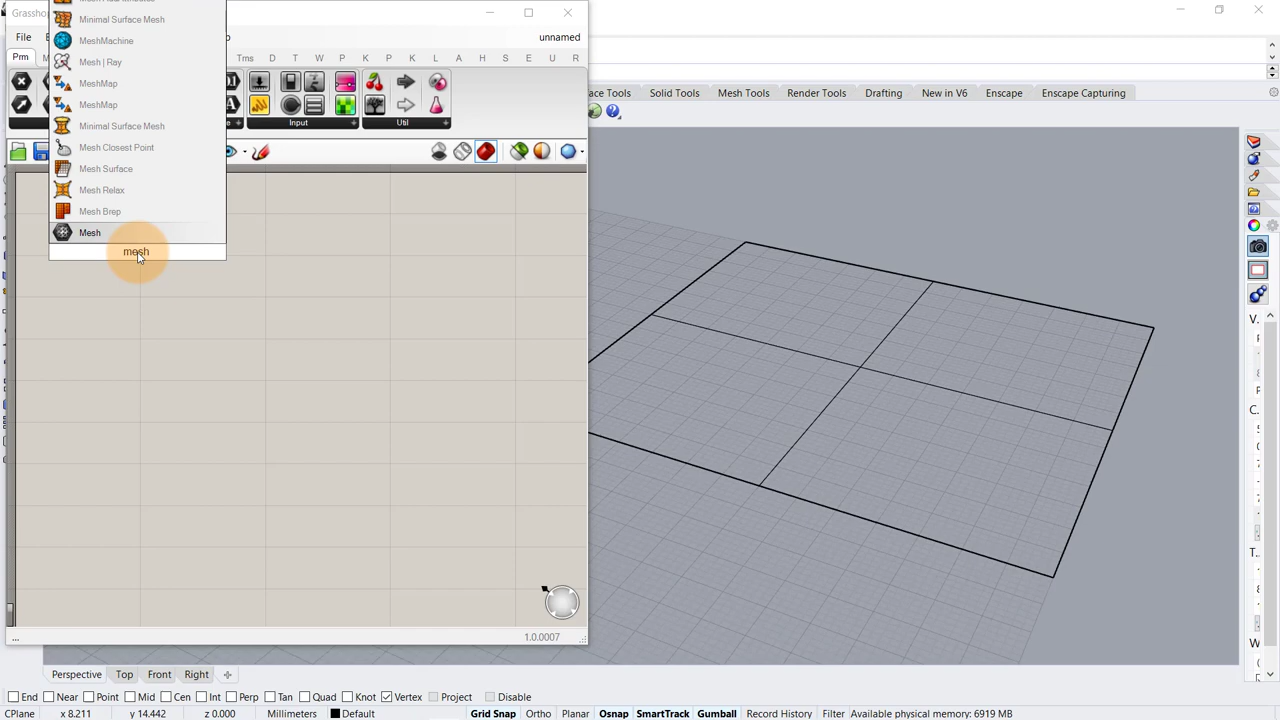 Minimal Surface Mesh
MeshMachine
Mesh | Ray
MeshMap
MeshMap
Minimal Surface Mesh
Mesh Closest Point
Mesh Surface
Mesh Relax
Mesh Brep
Mesh
mesh
Grassho
unnamed
File
Prm
Tms D T W P K K L A H S E U R
Input
Util
ace Tools Solid Tools Mesh Tools Render Tools Drafting New in V6 Enscape Enscape Capturing
...
1.0.0007
Perspective Top Front Right
End Near Point Mid Cen Int Perp Tan Quad Knot Vertex Project Disable
CPlane x 8.211 y 14.442 z 0.000 Millimeters Default Grid Snap Ortho Planar Osnap SmartTrack Gumball Record History Filter Available physical memory: 6919 MB